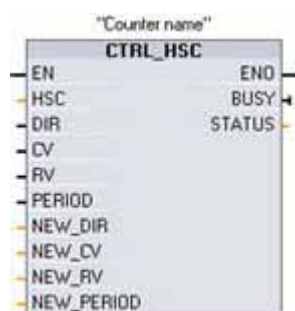 "Counter name"
CTRL_HSC
EN ENO
HSC BUSY
DIR STATUS
CV
RV
PERIOD
NEW_DIR
NEW_CV
NEW_RV
NEW_PERIOD